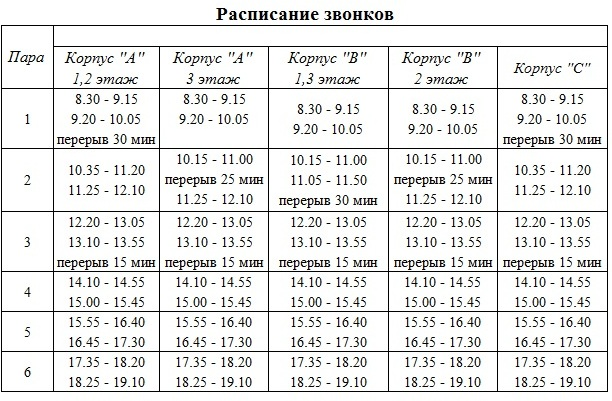 Расписание звонков
Пара | Корпус "А" 1,2 этаж | Корпус "А" 3 этаж | Корпус "В" 1,3 этаж | Корпус "В" 2 этаж | Корпус "С"
1 | 8.30 - 9.15 | 8.30 - 9.15 | 8.30 - 9.15 | 8.30 - 9.15 | 8.30 - 9.15
9.20 - 10.05 | 9.20 - 10.05 | 9.20 - 10.05 | 9.20 - 10.05 | 9.20 - 10.05
перерыв 30 мин | перерыв 30 мин
2 | 10.35 - 11.20 | 10.15 - 11.00 | 10.15 - 11.00 | 10.15 - 11.00 | 10.35 - 11.20
11.25 - 12.10 | перерыв 25 мин | 11.05 - 11.50 | перерыв 25 мин | 11.25 - 12.10
11.25 - 12.10 | перерыв 30 мин | 11.25 - 12.10
3 | 12.20 - 13.05 | 12.20 - 13.05 | 12.20 - 13.05 | 12.20 - 13.05 | 12.20 - 13.05
13.10 - 13.55 | 13.10 - 13.55 | 13.10 - 13.55 | 13.10 - 13.55 | 13.10 - 13.55
перерыв 15 мин | перерыв 15 мин | перерыв 15 мин | перерыв 15 мин | перерыв 15 мин
4 | 14.10 - 14.55 | 14.10 - 14.55 | 14.10 - 14.55 | 14.10 - 14.55 | 14.10 - 14.55
15.00 - 15.45 | 15.00 - 15.45 | 15.00 - 15.45 | 15.00 - 15.45 | 15.00 - 15.45
5 | 15.55 - 16.40 | 15.55 - 16.40 | 15.55 - 16.40 | 15.55 - 16.40 | 15.55 - 16.40
16.45 - 17.30 | 16.45 - 17.30 | 16.45 - 17.30 | 16.45 - 17.30 | 16.45 - 17.30
6 | 17.35 - 18.20 | 17.35 - 18.20 | 17.35 - 18.20 | 17.35 - 18.20 | 17.35 - 18.20
18.25 - 19.10 | 18.25 - 19.10 | 18.25 - 19.10 | 18.25 - 19.10 | 18.25 - 19.10